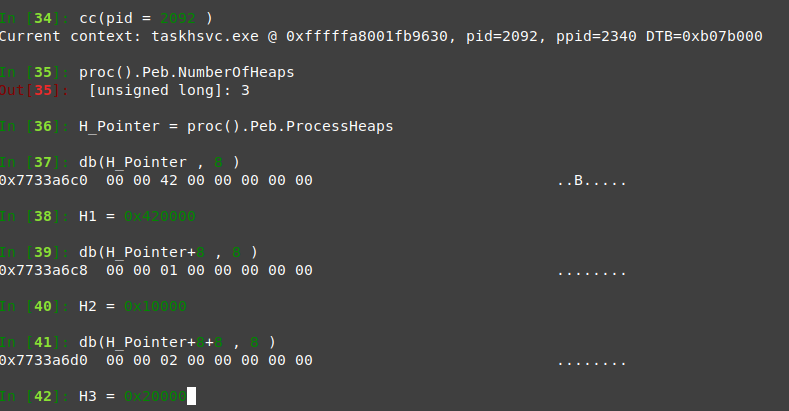 In [34]: cc(pid = 2092 )
Current context: taskhsvc.exe @ 0xfffffa8001fb9630, pid=2092, ppid=2340 DTB=0xb07b000
In [35]: proc().Peb.NumberOfHeaps
Out[35]:  [unsigned long]: 3
In [36]: H_Pointer = proc().Peb.ProcessHeaps
In [37]: db(H_Pointer , 8 )
0x7733a6c0  00 00 42 00 00 00 00 00                           ..B.....
In [38]: H1 = 0x420000
In [39]: db(H_Pointer+8 , 8 )
0x7733a6c8  00 00 01 00 00 00 00 00                           ........
In [40]: H2 = 0x10000
In [41]: db(H_Pointer+8+8 , 8 )
0x7733a6d0  00 00 02 00 00 00 00 00                           ........
In [42]: H3 = 0x20000